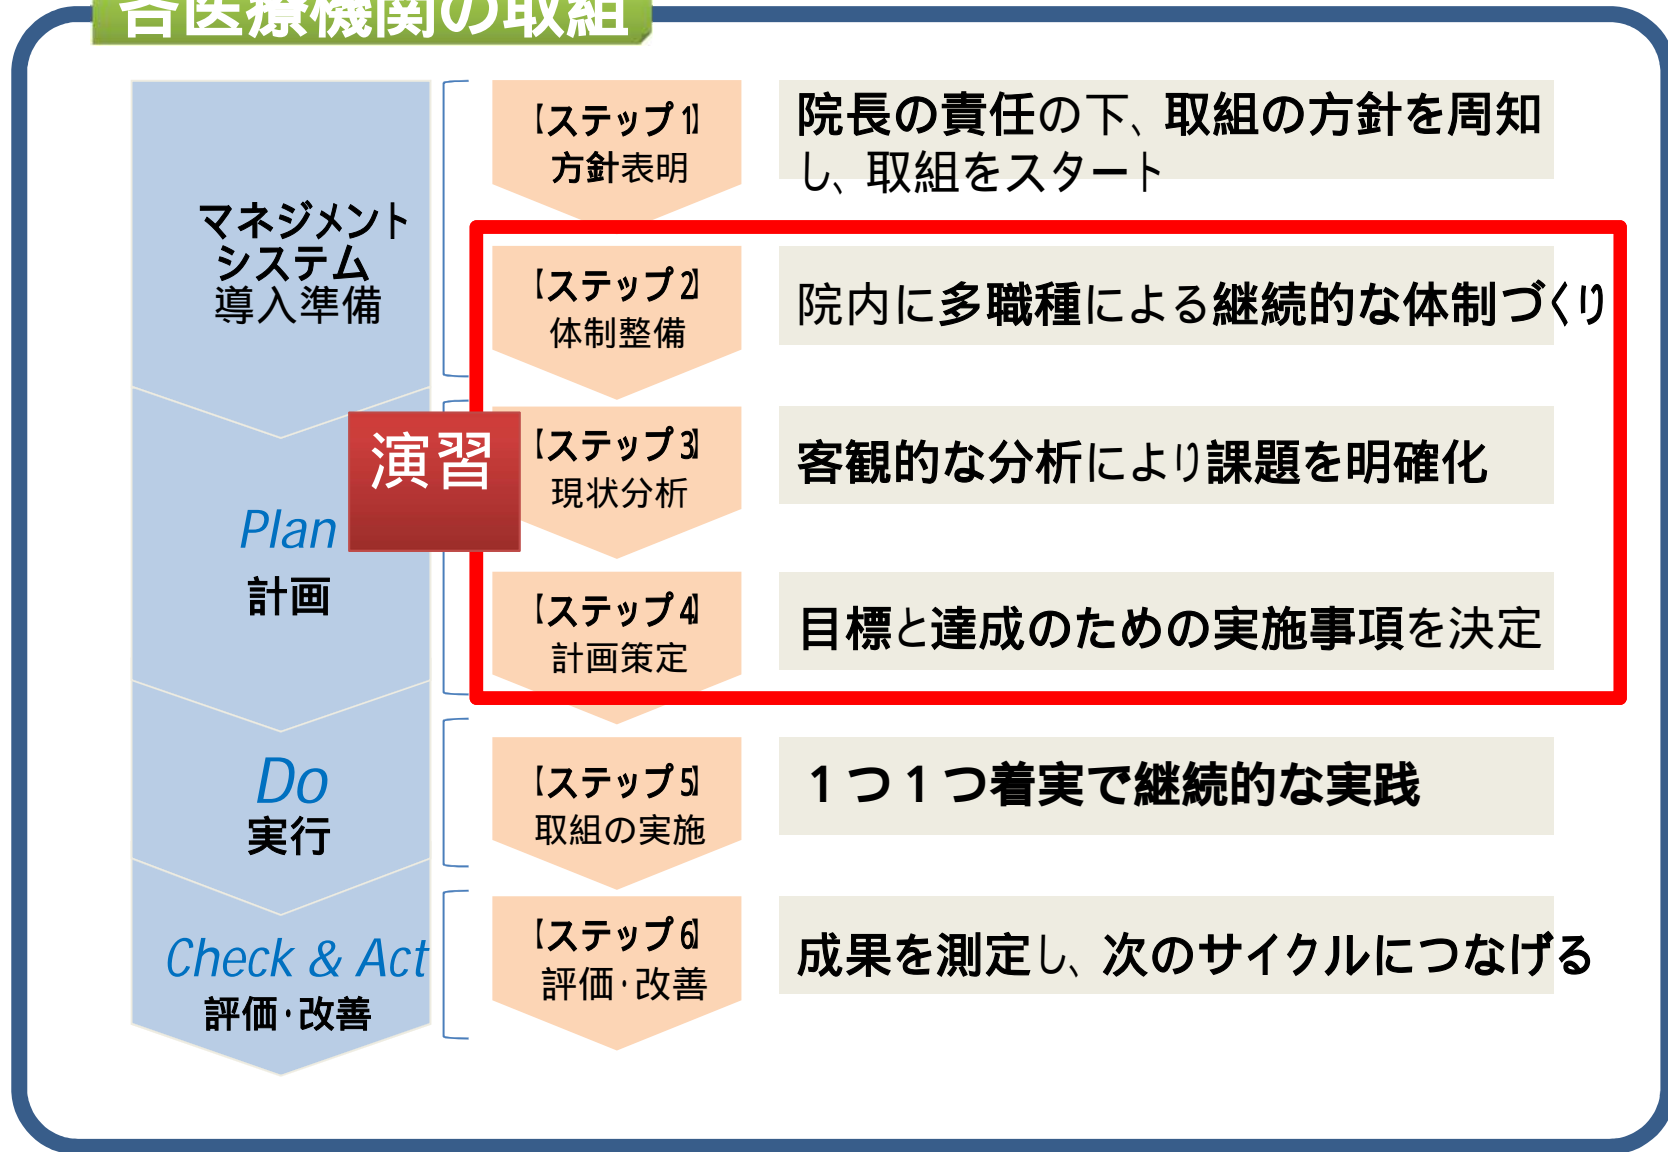 各医療機関の取組
マネジメント
システム
導入準備
【ステップ1】
方針表明
院長の責任の下、取組の方針を周知
し、取組をスタート
【ステップ2】
体制整備
院内に多職種による継続的な体制づくり
演習
Plan
計画
【ステップ3】
現状分析
客観的な分析により課題を明確化
【ステップ4】
計画策定
目標と達成のための実施事項を決定
Do
実行
【ステップ5】
取組の実施
１つ１つ着実で継続的な実践
Check & Act
評価・改善
【ステップ6】
評価・改善
成果を測定し、次のサイクルにつなげる